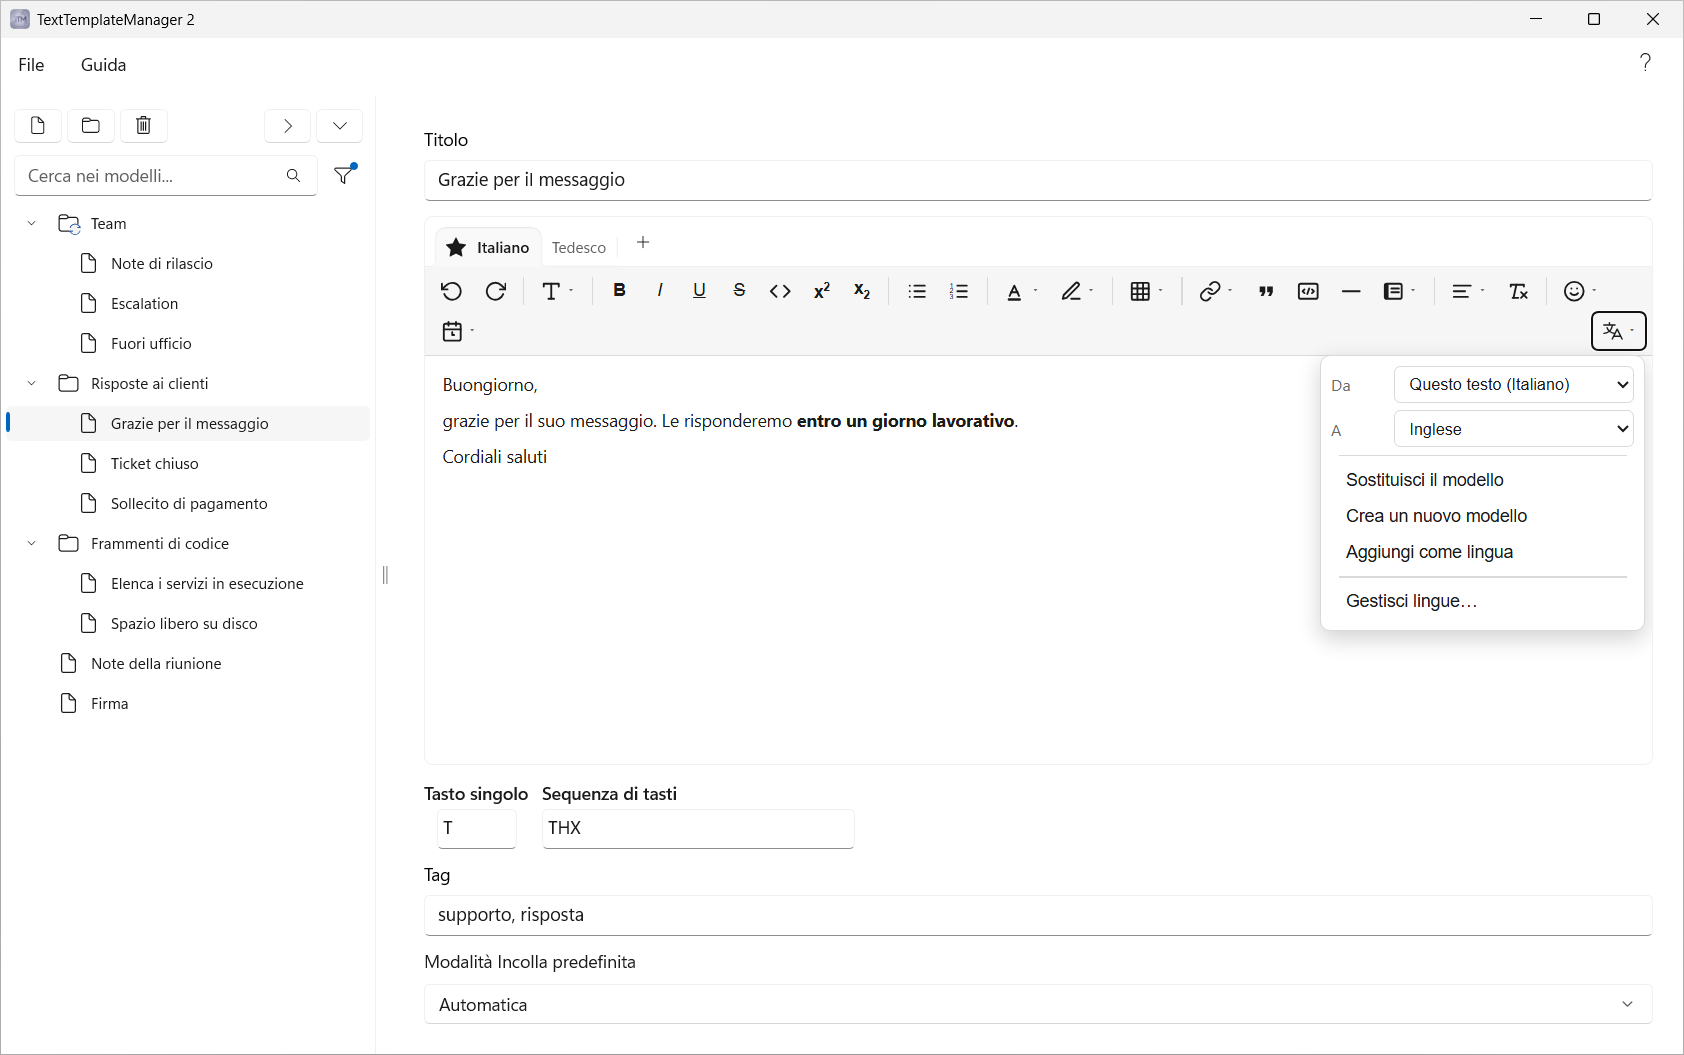 TextTemplateManager 2
File
Guida
?
Cerca nei modelli...
Team
Note di rilascio
Escalation
Fuori ufficio
Risposte ai clienti
Grazie per il messaggio
Ticket chiuso
Sollecito di pagamento
Frammenti di codice
Elenca i servizi in esecuzione
Spazio libero su disco
Note della riunione
Firma
Titolo
Grazie per il messaggio
Italiano
Tedesco
Buongiorno,
grazie per il suo messaggio. Le risponderemo entro un giorno lavorativo.
Cordiali saluti
Da
Questo testo (Italiano)
A
Inglese
Sostituisci il modello
Crea un nuovo modello
Aggiungi come lingua
Gestisci lingue…
Tasto singolo
Sequenza di tasti
T
THX
Tag
supporto, risposta
Modalità Incolla predefinita
Automatica